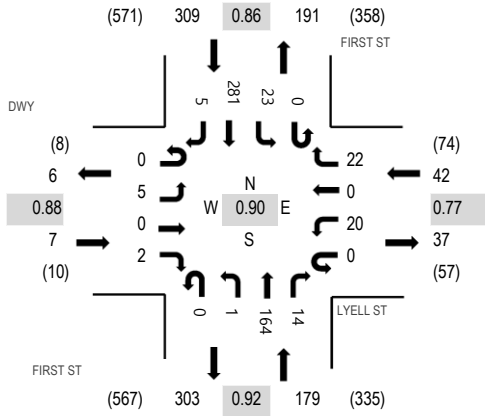 (571) 309 0.86 191 (358)
FIRST ST
5 281 23 0
DWY
(8)
6
0.88
7
(10)
0
5
0
2
N
W 0.90 E
S
22
0
20
0
(74)
42
0.77
37
(57)
0 1 164 14
LYELL ST
FIRST ST
(567) 303 0.92 179 (335)